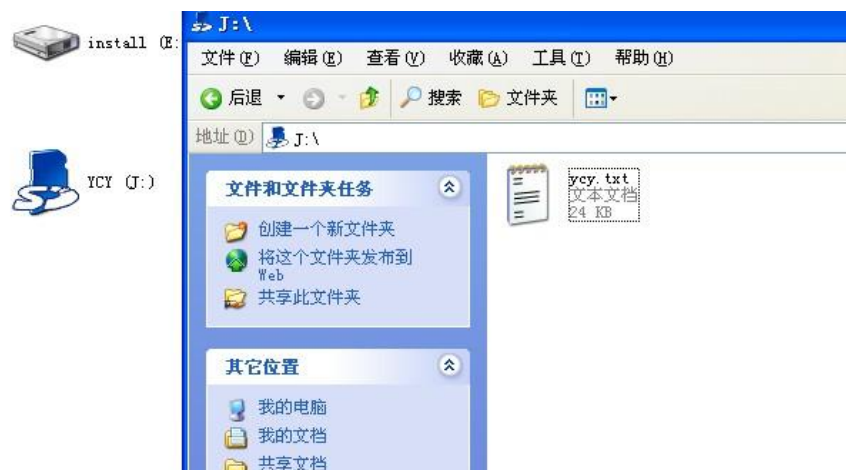 install (E:
YCY (J:)
J:\
文件(F) 编辑(E) 查看(V) 收藏(A) 工具(T) 帮助(H)
后退 搜索 文件夹
地址(D) J:\
文件和文件夹任务
创建一个新文件夹
将这个文件夹发布到
Web
共享此文件夹
其它位置
我的电脑
我的文档
共享文档
ycy.txt
文本文档
24 KB